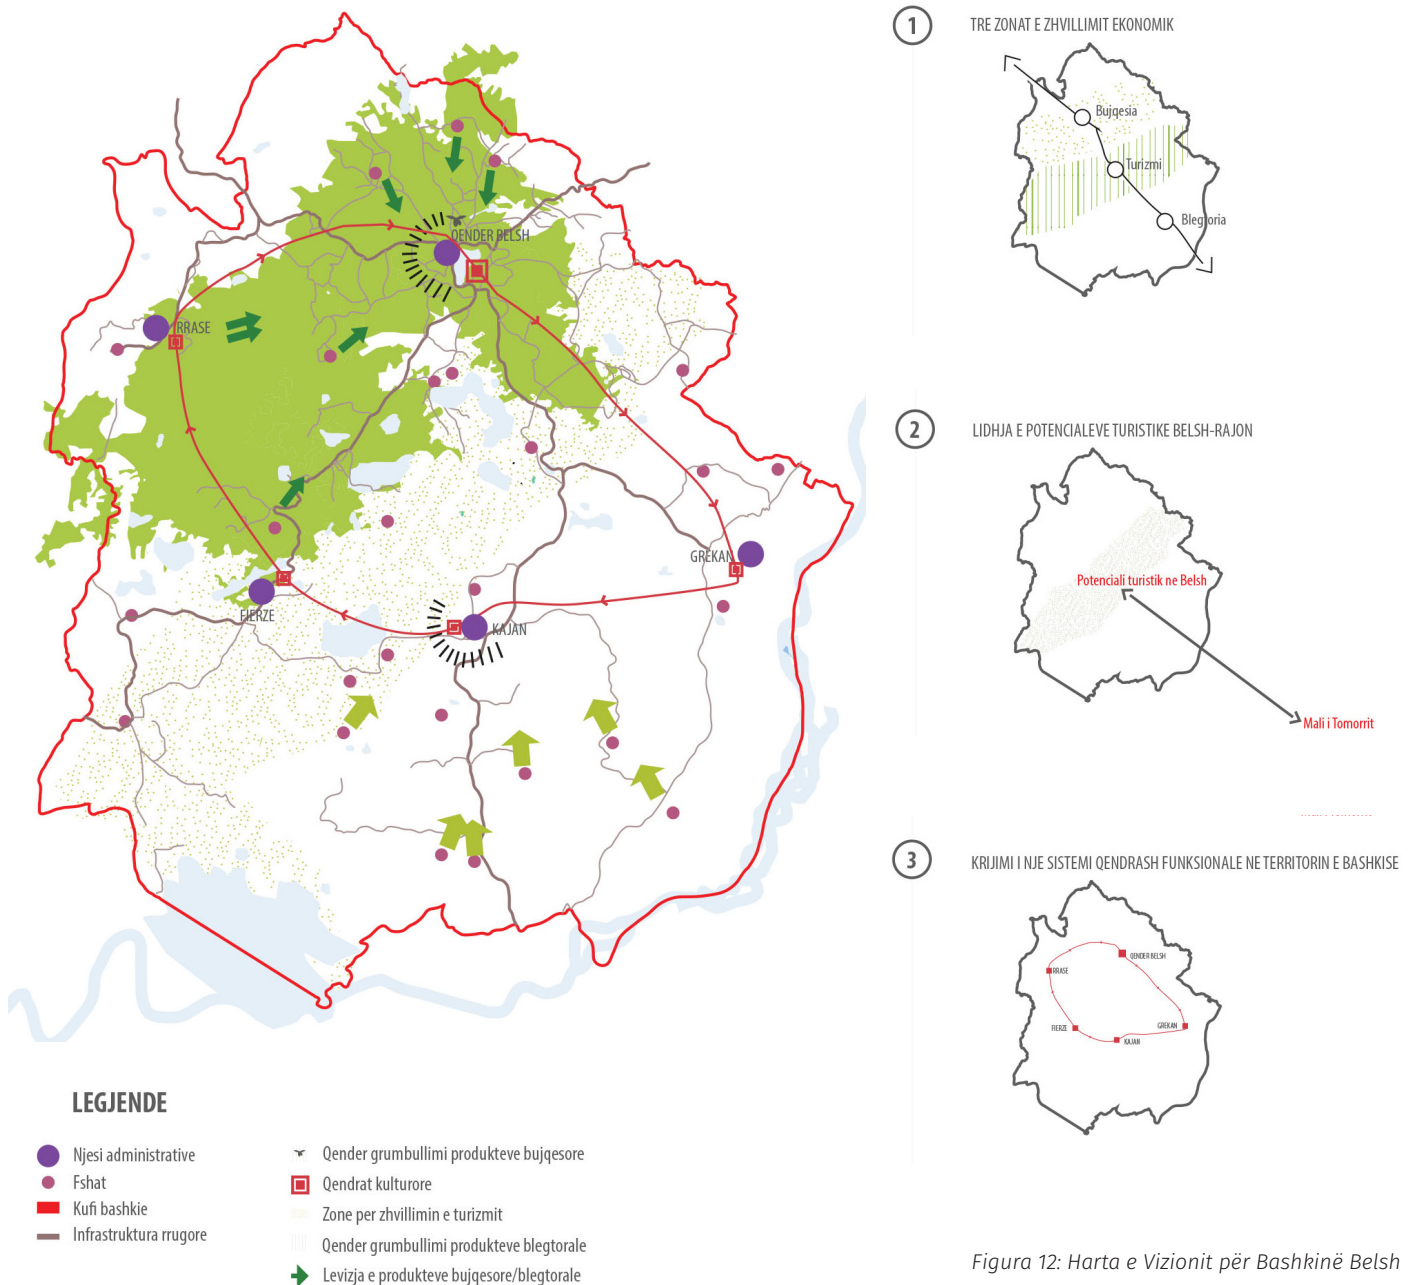 QENDER BELSH
RRASE
GREKAN
FIERZE
KAJAN
LEGJENDE
Njesi administrative
Fshat
Kufi bashkie
Infrastruktura rrugore
Qender grumbullimi produkteve bujqesore
Qendrat kulturore
Zone per zhvillimin e turizmit
Qender grumbullimi produkteve blegtorale
Levizja e produkteve bujqesore/blegtorale
1
TRE ZONAT E ZHVILLIMIT EKONOMIK
Bujqesia
Turizmi
Blegtoria
2
LIDHJA E POTENCIALEVE TURISTIKE BELSH-RAJON
Potenciali turistik ne Belsh
Mali i Tomorrit
3
KRIJIMI I NJE SISTEMI QENDRASH FUNKSIONALE NE TERRITORIN E BASHKISE
QENDER BELSH
RRASE
FIERZE
GREKAN
KAJAN
Figura 12: Harta e Vizionit për Bashkinë Belsh